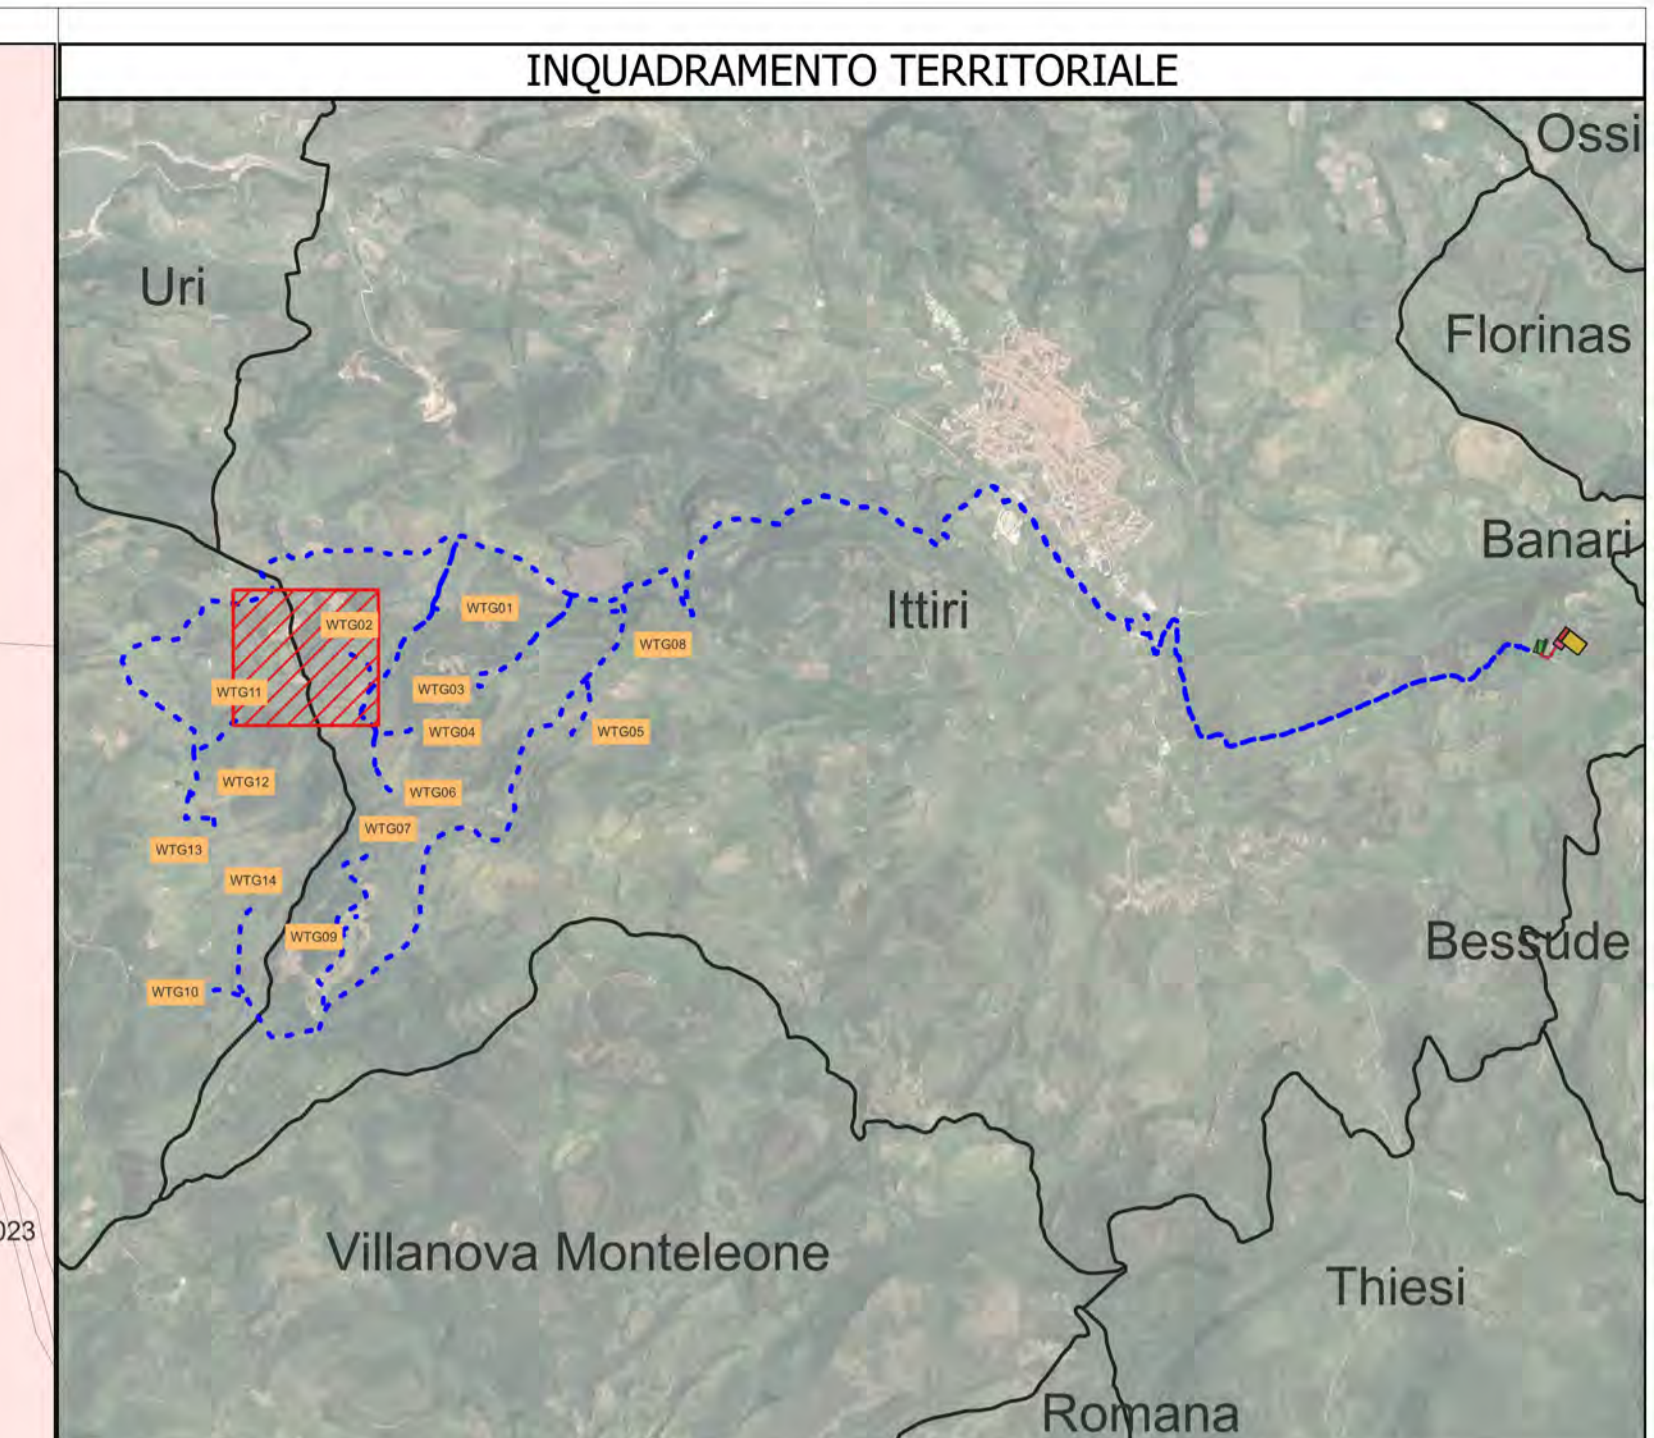 INQUADRAMENTO TERRITORIALE
Ossi
Uri
Florinas
Banari
Ittiri
WTG01
WTG02
WTG08
WTG03
WTG11
WTG04
WTG05
WTG12
WTG06
WTG07
WTG13
WTG14
WTG09
Bessude
WTG10
023
Villanova Monteleone
Thiesi
Romana